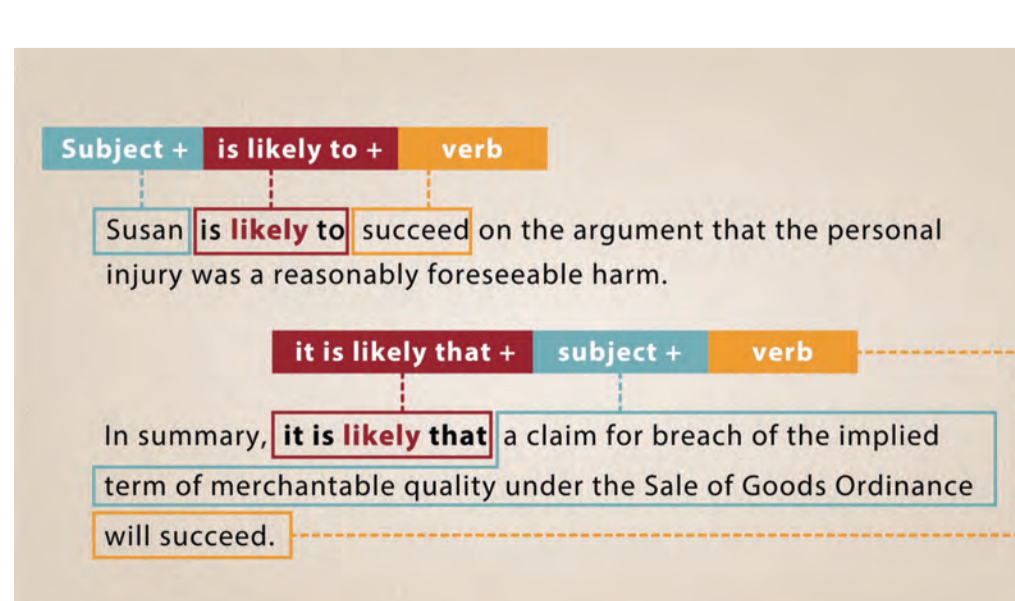 Subject + is likely to + verb
Susan is likely to succeed on the argument that the personal
injury was a reasonably foreseeable harm.
it is likely that + subject + verb
In summary, it is likely that a claim for breach of the implied
term of merchantable quality under the Sale of Goods Ordinance
will succeed.